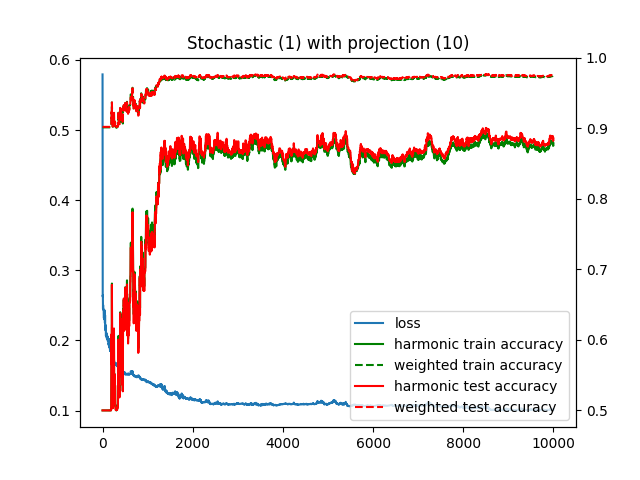 Stochastic (1) with projection (10)
0.6
0.5
0.4
0.3
0.2
0.1
1.0
0.9
0.8
0.7
0.6
0.5
loss
harmonic train accuracy
weighted train accuracy
harmonic test accuracy
weighted test accuracy
0 2000 4000 6000 8000 10000